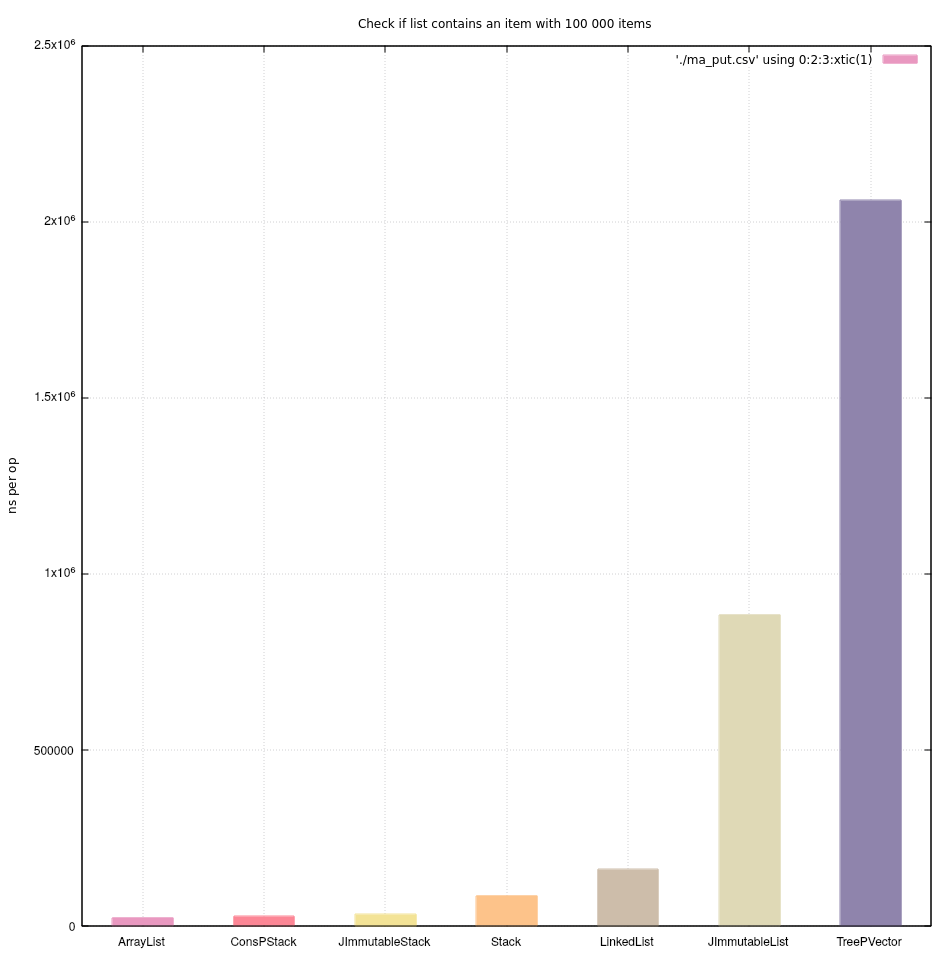 Check if list contains an item with 100 000 items
'./ma_put.csv' using 0:2:3:xtic(1)
2.5x10⁶
2x10⁶
1.5x10⁶
1x10⁶
500000
0
ns per op
ArrayList ConsPStack JImmutableStack Stack LinkedList JImmutableList TreePVector